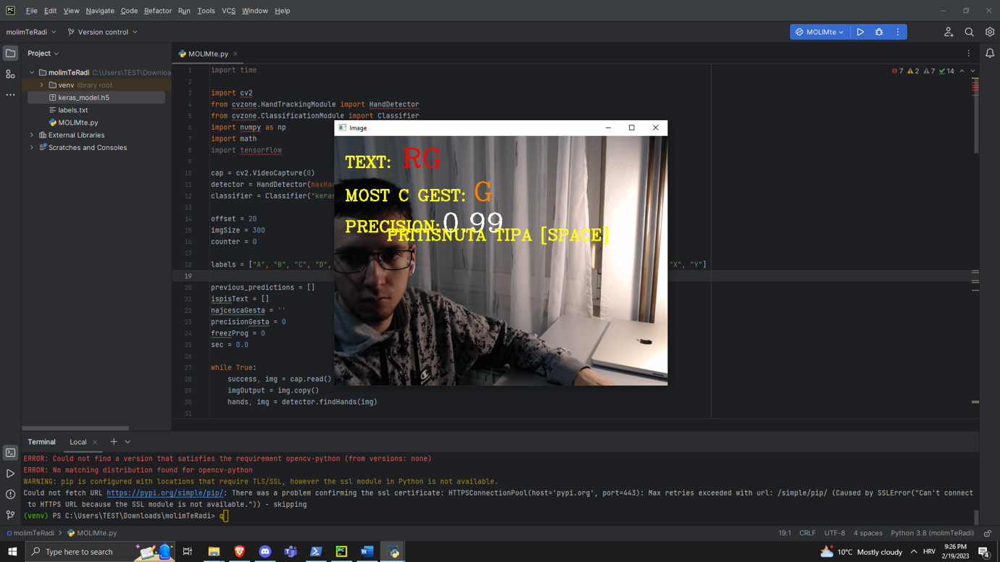 PC File Edit View Navigate Code Refactor Run Tools VCS Window Help
molimTeRadi Version control MOLIMte
Project MOLIMte.py
molimTeRadi C:\Users\TEST\Downloa
venv library root
keras_model.h5
labels.txt
MOLIMte.py
External Libraries
Scratches and Consoles
7 2 7 14
1 import time
2
3 import cv2
4 from cvzone.HandTrackingModule import HandDetector
5 from cvzone.ClassificationModule import Classifier
6 import numpy as np
7 import math
8 import tensorflow
9
10 cap = cv2.VideoCapture(0)
11 detector = HandDetector(maxHan
12 classifier = Classifier("keras
13
14 offset = 20
15 imgSize = 300
16 counter = 0
17
18 labels = ["A", "B", "C", "D", "X", "Y"]
19
20 previous_predictions = []
21 ispisText = []
22 najcescaGesta = ''
23 precisionGesta = 0
24 freezProg = 0
25 sec = 0.0
26
27 while True:
28 success, img = cap.read()
29 imgOutput = img.copy()
30 hands, img = detector.findHands(img)
31
Image
TEXT: RG
MOST C GEST: G
PRECISION:0.99
PRITISNUTA TIPA [SPACE]
Terminal Local
ERROR: Could not find a version that satisfies the requirement opencv-python (from versions: none)
ERROR: No matching distribution found for opencv-python
WARNING: pip is configured with locations that require TLS/SSL, however the ssl module in Python is not available.
Could not fetch URL https://pypi.org/simple/pip/: There was a problem confirming the ssl certificate: HTTPSConnectionPool(host='pypi.org', port=443): Max retries exceeded with url: /simple/pip/ (Caused by SSLError("Can't connect
to HTTPS URL because the SSL module is not available.")) - skipping
(venv) PS C:\Users\TEST\Downloads\molimTeRadi> q
molimTeRadi > MOLIMte.py 19:1 CRLF UTF-8 4 spaces Python 3.8 (molimTeRadi)
Type here to search 10°C Mostly cloudy HRV 9:26 PM
2/19/2023 4